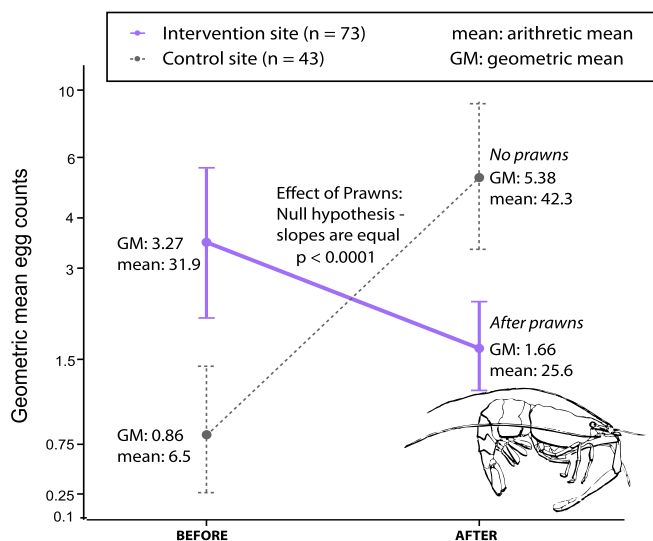 Intervention site (n = 73)
mean: arithretic mean
Control site (n = 43)
GM: geometric mean
Geometric mean egg counts
10
6
4
3
1.5
0.75
0.25
0.1
GM: 3.27
mean: 31.9
GM: 0.86
mean: 6.5
Effect of Prawns:
Null hypothesis -
slopes are equal
p < 0.0001
No prawns
GM: 5.38
mean: 42.3
After prawns
GM: 1.66
mean: 25.6
BEFORE
AFTER